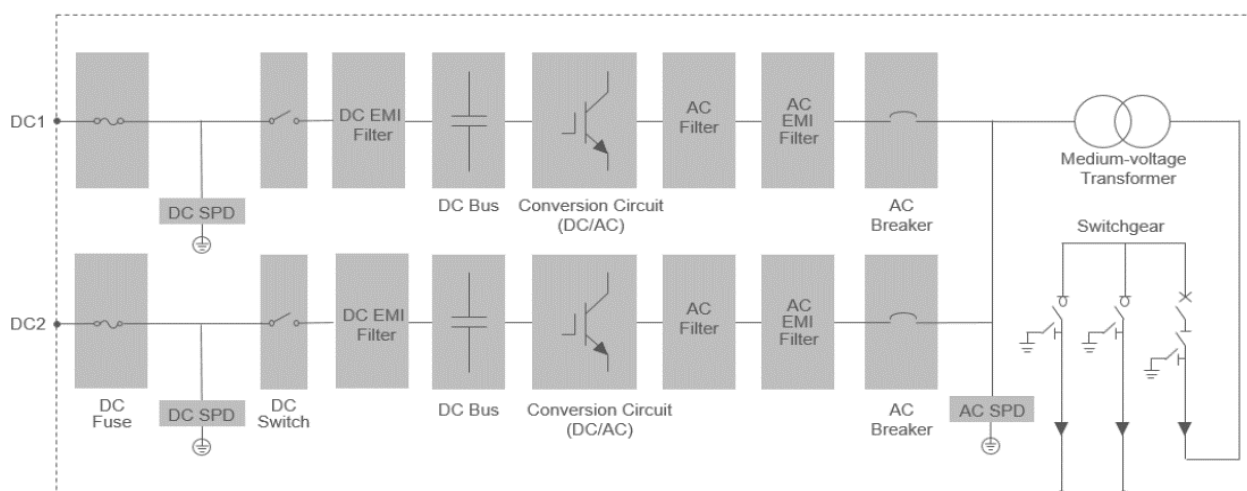 DC1
DC EMI
Filter
AC
Filter
AC
EMI
Filter
Medium-voltage
Transformer
DC SPD
DC Bus
Conversion Circuit
(DC/AC)
AC
Breaker
Switchgear
DC2
DC EMI
Filter
AC
Filter
AC
EMI
Filter
DC
Fuse
DC SPD
DC
Switch
DC Bus
Conversion Circuit
(DC/AC)
AC
Breaker
AC SPD